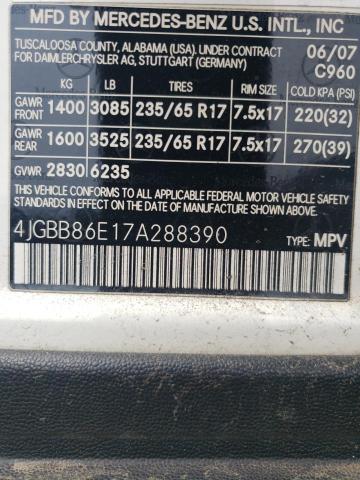 MFD BY MERCEDES-BENZ U.S. INTL., INC
TUSCALOOSA COUNTY, ALABAMA (USA). UNDER CONTRACT 06/07
FOR DAIMLERCHRYSLER AG, STUTTGART (GERMANY) C960
KG LB TIRES RIM SIZE COLD KPA (PSI)
GAWR FRONT 1400 3085 235/65 R17 7.5x17 220(32)
GAWR REAR 1600 3525 235/65 R17 7.5x17 270(39)
GVWR 2830 6235
THIS VEHICLE CONFORMS TO ALL APPLICABLE FEDERAL MOTOR VEHICLE SAFETY
STANDARDS IN EFFECT ON THE DATE OF MANUFACTURE SHOWN ABOVE.
4JGBB86E17A288390 TYPE: MPV